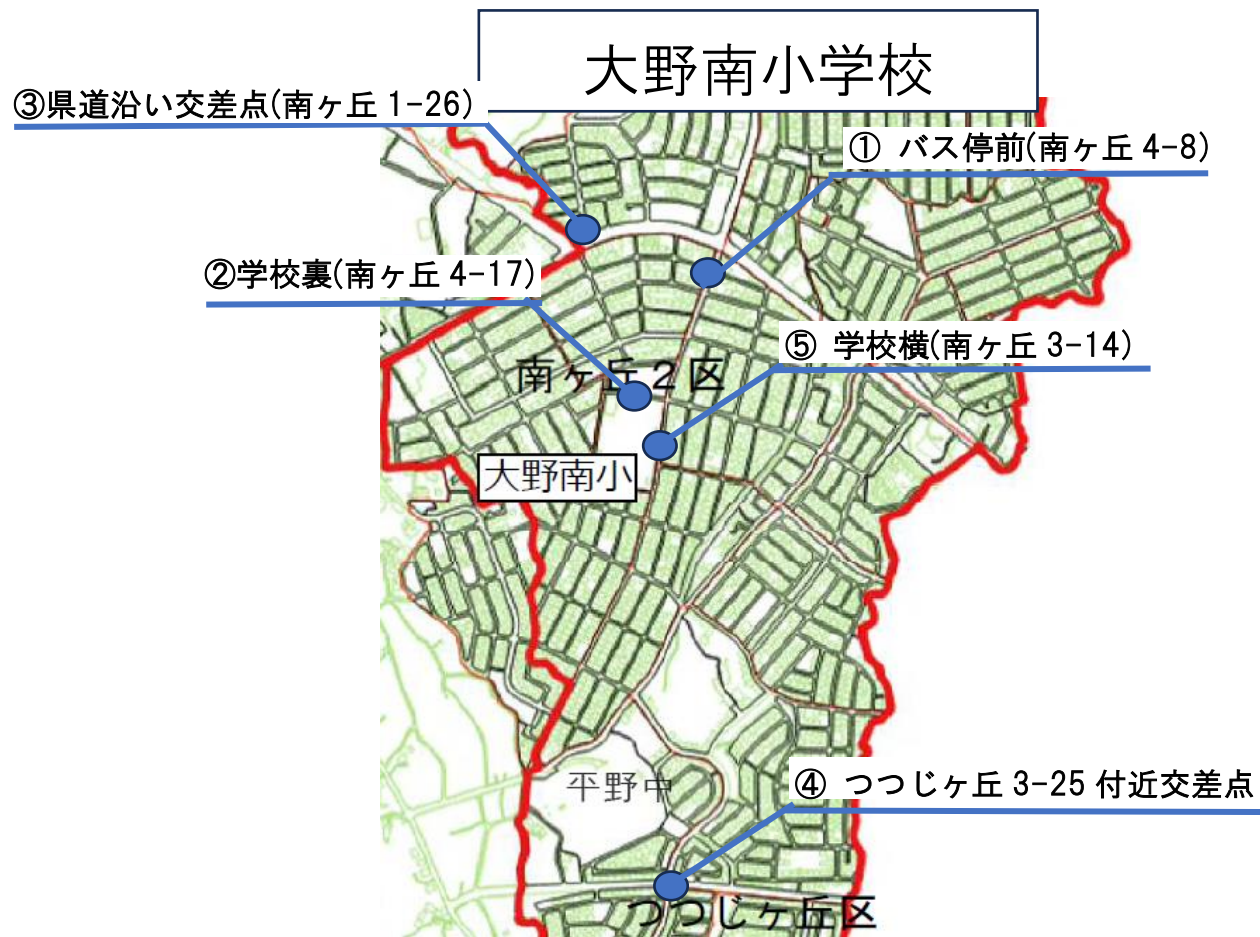 大野南小学校
③県道沿い交差点(南ヶ丘 1-26)
① バス停前(南ヶ丘 4-8)
②学校裏(南ヶ丘 4-17)
⑤ 学校横(南ヶ丘 3-14)
南ヶ丘2区
大野南小
平野中
④ つつじヶ丘 3-25 付近交差点
つつじヶ丘区